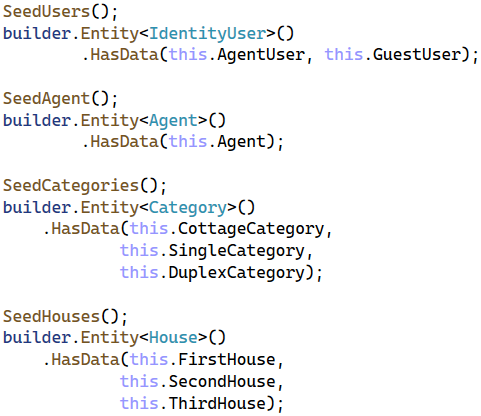 SeedUsers();
builder.Entity<IdentityUser>()
        .HasData(this.AgentUser, this.GuestUser);

SeedAgent();
builder.Entity<Agent>()
        .HasData(this.Agent);

SeedCategories();
builder.Entity<Category>()
    .HasData(this.CottageCategory,
            this.SingleCategory,
            this.DuplexCategory);

SeedHouses();
builder.Entity<House>()
    .HasData(this.FirstHouse,
            this.SecondHouse,
            this.ThirdHouse);